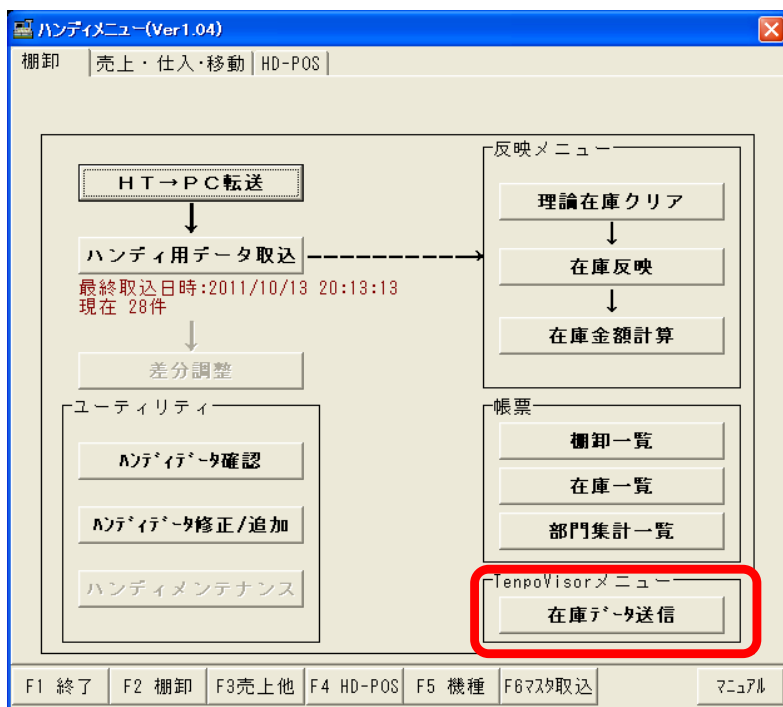 ハンディメニュー(Ver1.04)
棚卸 売上・仕入・移動 HD-POS
HT→PC転送
ハンディ用データ取込
最終取込日時:2011/10/13 20:13:13
現在 28件
差分調整
ユーティリティ
ﾊﾝﾃﾞｨﾃﾞｰﾀ確認
ﾊﾝﾃﾞｨﾃﾞｰﾀ修正/追加
ハンディメンテナンス
反映メニュー
理論在庫クリア
在庫反映
在庫金額計算
帳票
棚卸一覧
在庫一覧
部門集計一覧
TenpoVisorメニュー
在庫ﾃﾞｰﾀ送信
F1 終了 F2 棚卸 F3売上他 F4 HD-POS F5 機種 F6ﾏｽﾀ取込 ﾏﾆｭｱﾙ